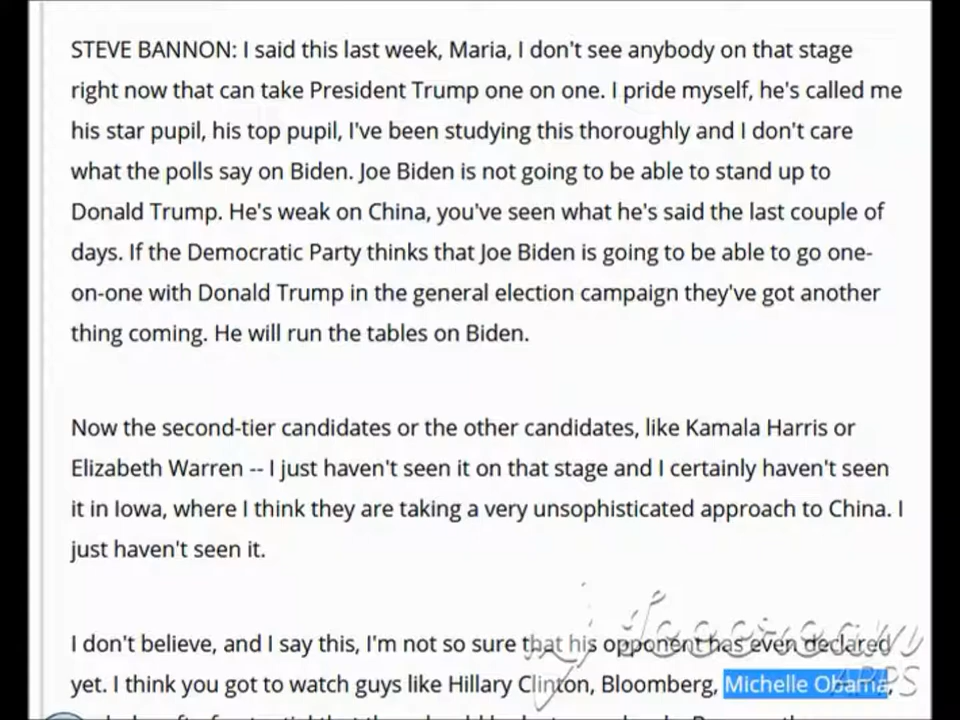 STEVE BANNON: I said this last week, Maria, I don't see anybody on that stage
right now that can take President Trump one on one. I pride myself, he's called me
his star pupil, his top pupil, I've been studying this thoroughly and I don't care
what the polls say on Biden. Joe Biden is not going to be able to stand up to
Donald Trump. He's weak on China, you've seen what he's said the last couple of
days. If the Democratic Party thinks that Joe Biden is going to be able to go one-
on-one with Donald Trump in the general election campaign they've got another
thing coming. He will run the tables on Biden.
Now the second-tier candidates or the other candidates, like Kamala Harris or
Elizabeth Warren -- I just haven't seen it on that stage and I certainly haven't seen
it in Iowa, where I think they are taking a very unsophisticated approach to China. I
just haven't seen it.
I don't believe, and I say this, I'm not so sure that his opponent has even declared
yet. I think you got to watch guys like Hillary Clinton, Bloomberg, Michelle Obama,
APPS